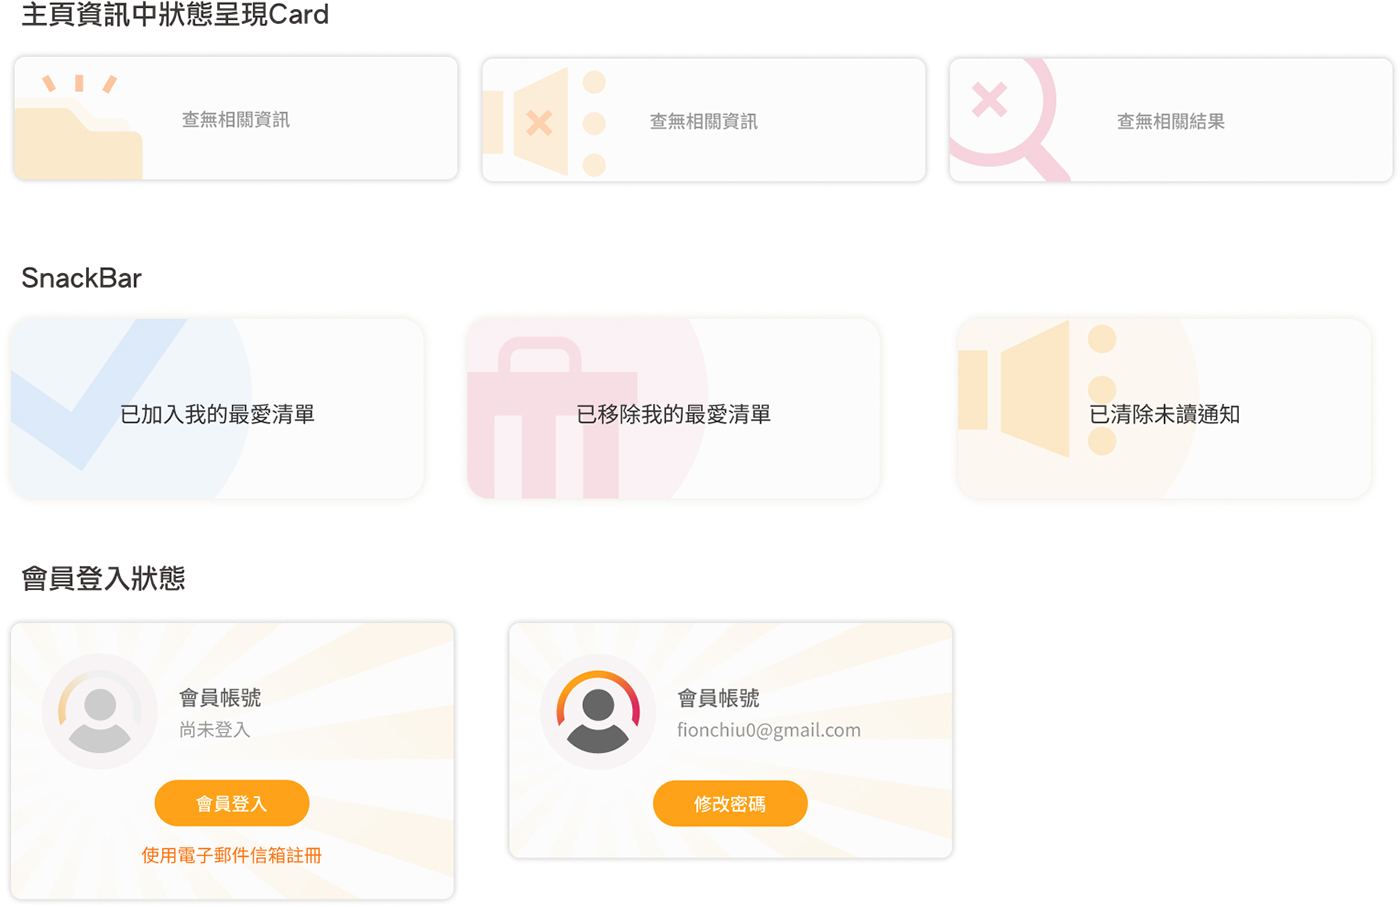 主頁資訊中狀態呈現Card
查無相關資訊
查無相關資訊
查無相關結果
SnackBar
已加入我的最愛清單
已移除我的最愛清單
已清除未讀通知
會員登入狀態
會員帳號
尚未登入
會員登入
使用電子郵件信箱註冊
會員帳號
fionchiu0@gmail.com
修改密碼